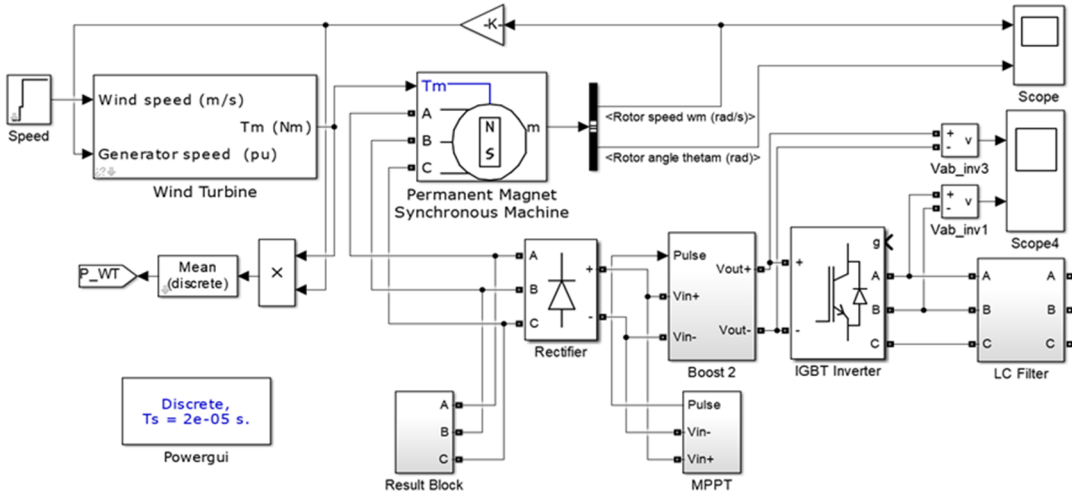 -K-
Scope
Speed
Wind speed (m/s)
Tm (Nm)
Generator speed (pu)
Wind Turbine
Tm
A
B
C
N
S
m
Permanent Magnet
Synchronous Machine
<Rotor speed wm (rad/s)>
<Rotor angle thetam (rad)>
+
-
v
Vab_inv3
+
-
v
Vab_inv1
Scope4
P_WT
Mean
(discrete)
×
A
B
C
+
-
Rectifier
Pulse
Vin+
Vin-
Vout+
Vout-
Boost 2
+
-
g
A
B
C
IGBT Inverter
A
B
C
A
B
C
LC Filter
Discrete,
Ts = 2e-05 s.
Powergui
A
B
C
Result Block
Pulse
Vin-
Vin+
MPPT